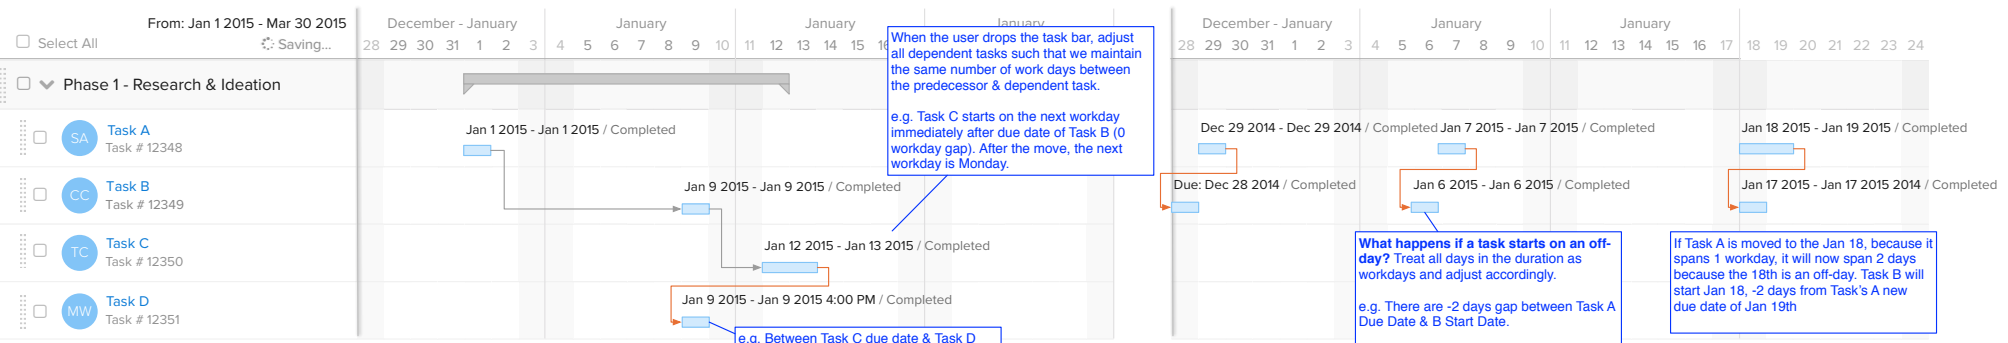 From: Jan 1 2015 - Mar 30 2015
Select All
Saving...
December - January
January
January
January
28 29 30 31 1 2 3 4 5 6 7 8 9 10 11 12 13 14 15
December - January
January
January
28 29 30 31 1 2 3 4 5 6 7 8 9 10 11 12 13 14 15 16 17 18 19 20 21 22 23 24
Phase 1 - Research & Ideation
SA
Task A
Task # 12348
CC
Task B
Task # 12349
TC
Task C
Task # 12350
MW
Task D
Task # 12351
Jan 1 2015 - Jan 1 2015 / Completed
Jan 9 2015 - Jan 9 2015 / Completed
Jan 12 2015 - Jan 13 2015 / Completed
Jan 9 2015 - Jan 9 2015 4:00 PM / Completed
When the user drops the task bar, adjust
all dependent tasks such that we maintain
the same number of work days between
the predecessor & dependent task.
e.g. Task C starts on the next workday
immediately after due date of Task B (0
workday gap). After the move, the next
workday is Monday.
e.g. Between Task C due date & Task D
Dec 29 2014 - Dec 29 2014 / Completed
Jan 7 2015 - Jan 7 2015 / Completed
Jan 18 2015 - Jan 19 2015 / Completed
Due: Dec 28 2014 / Completed
Jan 6 2015 - Jan 6 2015 / Completed
Jan 17 2015 - Jan 17 2015 2014 / Completed
What happens if a task starts on an off-
day? Treat all days in the duration as
workdays and adjust accordingly.
e.g. There are -2 days gap between Task A
Due Date & B Start Date.
If Task A is moved to the Jan 18, because it
spans 1 workday, it will now span 2 days
because the 18th is an off-day. Task B will
start Jan 18, -2 days from Task's A new
due date of Jan 19th